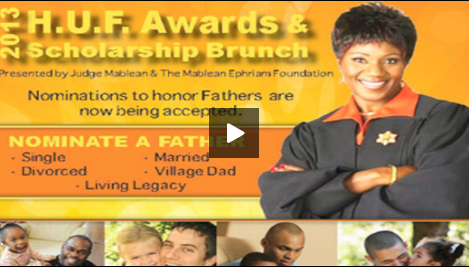 2013
H.U.F. Awards &
Scholarship Brunch
Presented by Judge Mablean & The Mablean Ephriam Foundation
Nominations to honor Fathers are
now being accepted.
NOMINATE A FATHER
· Single
· Married
· Divorced
· Village Dad
· Living Legacy